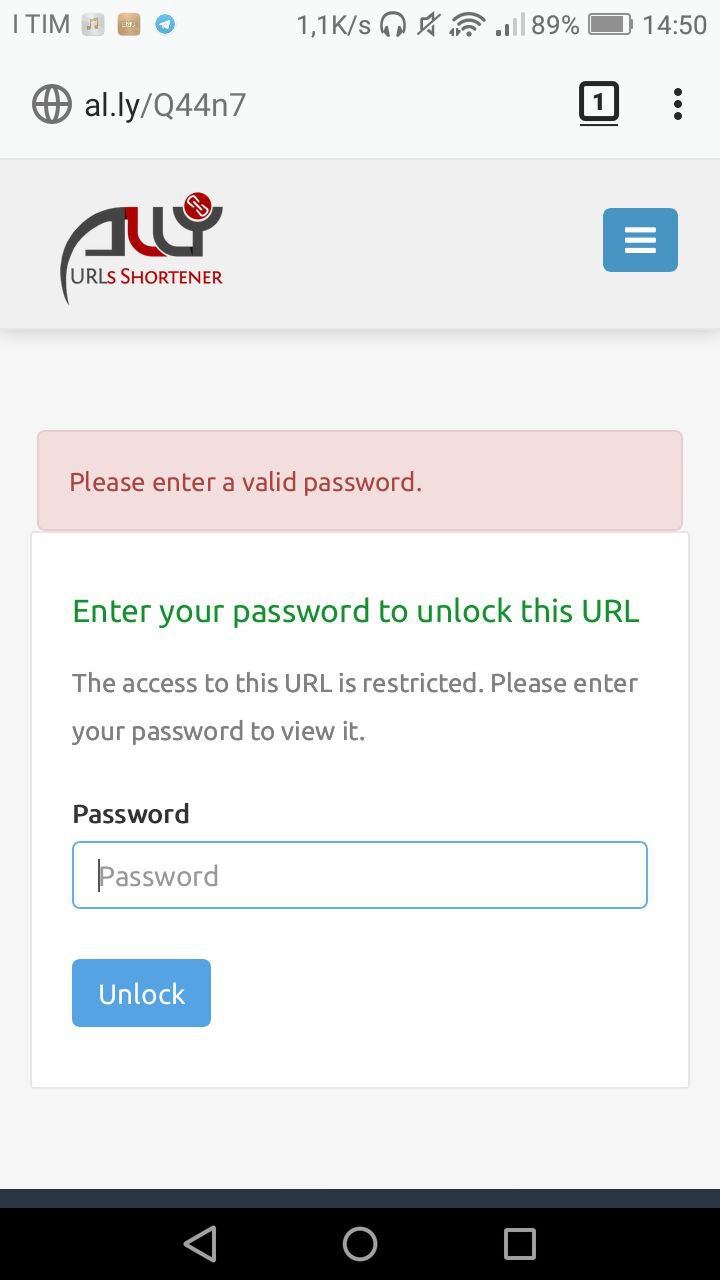 I TIM 1,1K/s 89% 14:50
al.ly/Q44n7
1
ALLY
URLs Shortener
Please enter a valid password.
Enter your password to unlock this URL
The access to this URL is restricted. Please enter
your password to view it.
Password
Password
Unlock